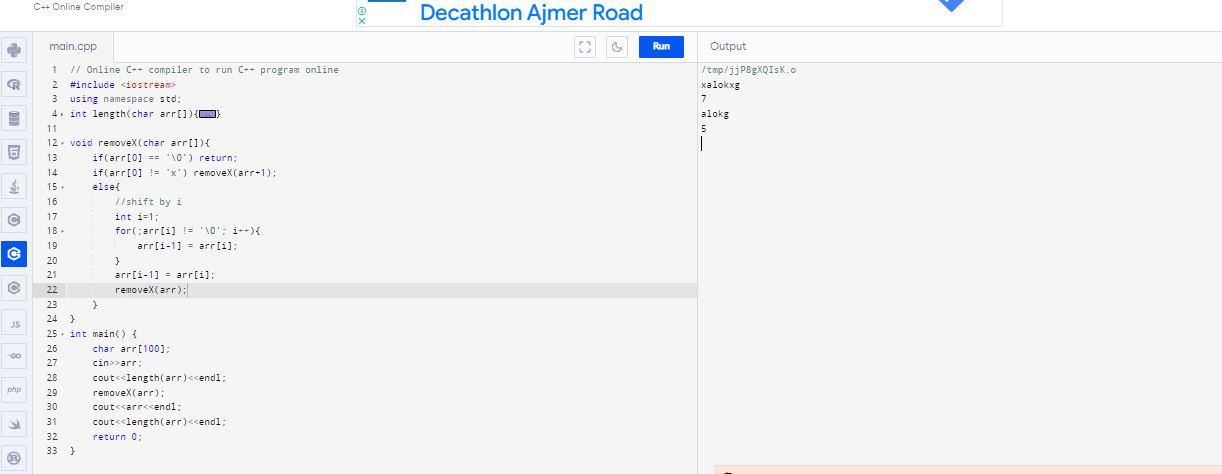 C++ Online Compiler
Decathlon Ajmer Road
main.cpp
Run
Output
1 // Online C++ compiler to run C++ program online
2 #include <iostream>
3 using namespace std;
4 int length(char arr[]){}
11
12 void removeX(char arr[]){
13 if(arr[0] == '\0') return;
14 if(arr[0] != 'x') removeX(arr+1);
15 else{
16 //shift by i
17 int i=1;
18 for(;arr[i] != '\0'; i++){
19 arr[i-1] = arr[i];
20 }
21 arr[i-1] = arr[i];
22 removeX(arr);
23 }
24 }
25 int main() {
26 char arr[100];
27 cin>>arr;
28 cout<<length(arr)<<endl;
29 removeX(arr);
30 cout<<arr<<endl;
31 cout<<length(arr)<<endl;
32 return 0;
33 }
/tmp/jjP8gXQIsK.o
xalokxg
7
alokg
5
JS
GO
php